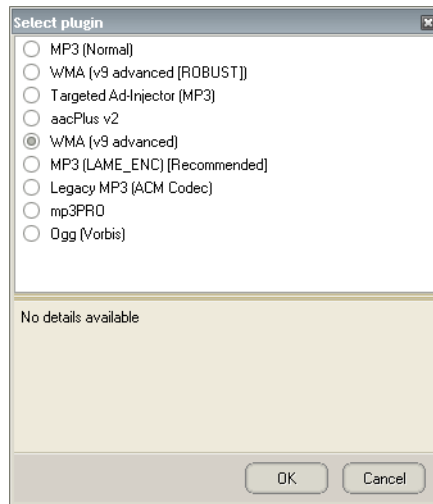 Select plugin
MP3 (Normal)
WMA (v9 advanced [ROBUST])
Targeted Ad-Injector (MP3)
aacPlus v2
WMA (v9 advanced)
MP3 (LAME_ENC) [Recommended]
Legacy MP3 (ACM Codec)
mp3PRO
Ogg (Vorbis)
No details available
OK Cancel